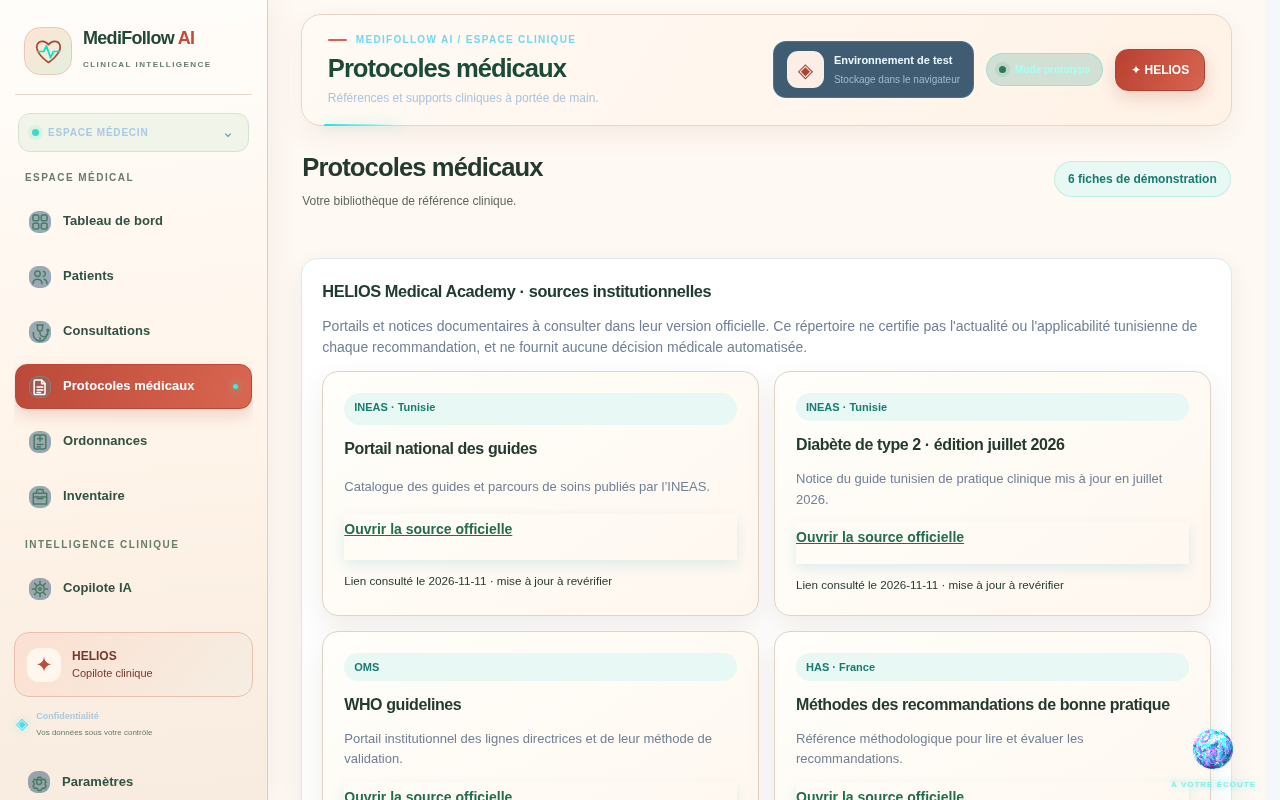 MediFollow AI
CLINICAL INTELLIGENCE
ESPACE MÉDECIN
ESPACE MÉDICAL
Tableau de bord
Patients
Consultations
Protocoles médicaux
Ordonnances
Inventaire
INTELLIGENCE CLINIQUE
Copilote IA
HELIOS
Copilote clinique
Confidentialité
Vos données sous votre contrôle
Paramètres
MEDIFOLLOW AI / ESPACE CLINIQUE
Protocoles médicaux
Références et supports cliniques à portée de main.
Environnement de test
Stockage dans le navigateur
Mode prototype
✦ HELIOS
Protocoles médicaux
Votre bibliothèque de référence clinique.
6 fiches de démonstration
HELIOS Medical Academy · sources institutionnelles
Portails et notices documentaires à consulter dans leur version officielle. Ce répertoire ne certifie pas l'actualité ou l'applicabilité tunisienne de
chaque recommandation, et ne fournit aucune décision médicale automatisée.
INEAS · Tunisie
Portail national des guides
Catalogue des guides et parcours de soins publiés par l'INEAS.
Ouvrir la source officielle
Lien consulté le 2026-11-11 · mise à jour à revérifier
INEAS · Tunisie
Diabète de type 2 · édition juillet 2026
Notice du guide tunisien de pratique clinique mis à jour en juillet
2026.
Ouvrir la source officielle
Lien consulté le 2026-11-11 · mise à jour à revérifier
OMS
WHO guidelines
Portail institutionnel des lignes directrices et de leur méthode de
validation.
Ouvrir la source officielle
HAS · France
Méthodes des recommandations de bonne pratique
Référence méthodologique pour lire et évaluer les
recommandations.
Ouvrir la source officielle
À VOTRE ÉCOUTE